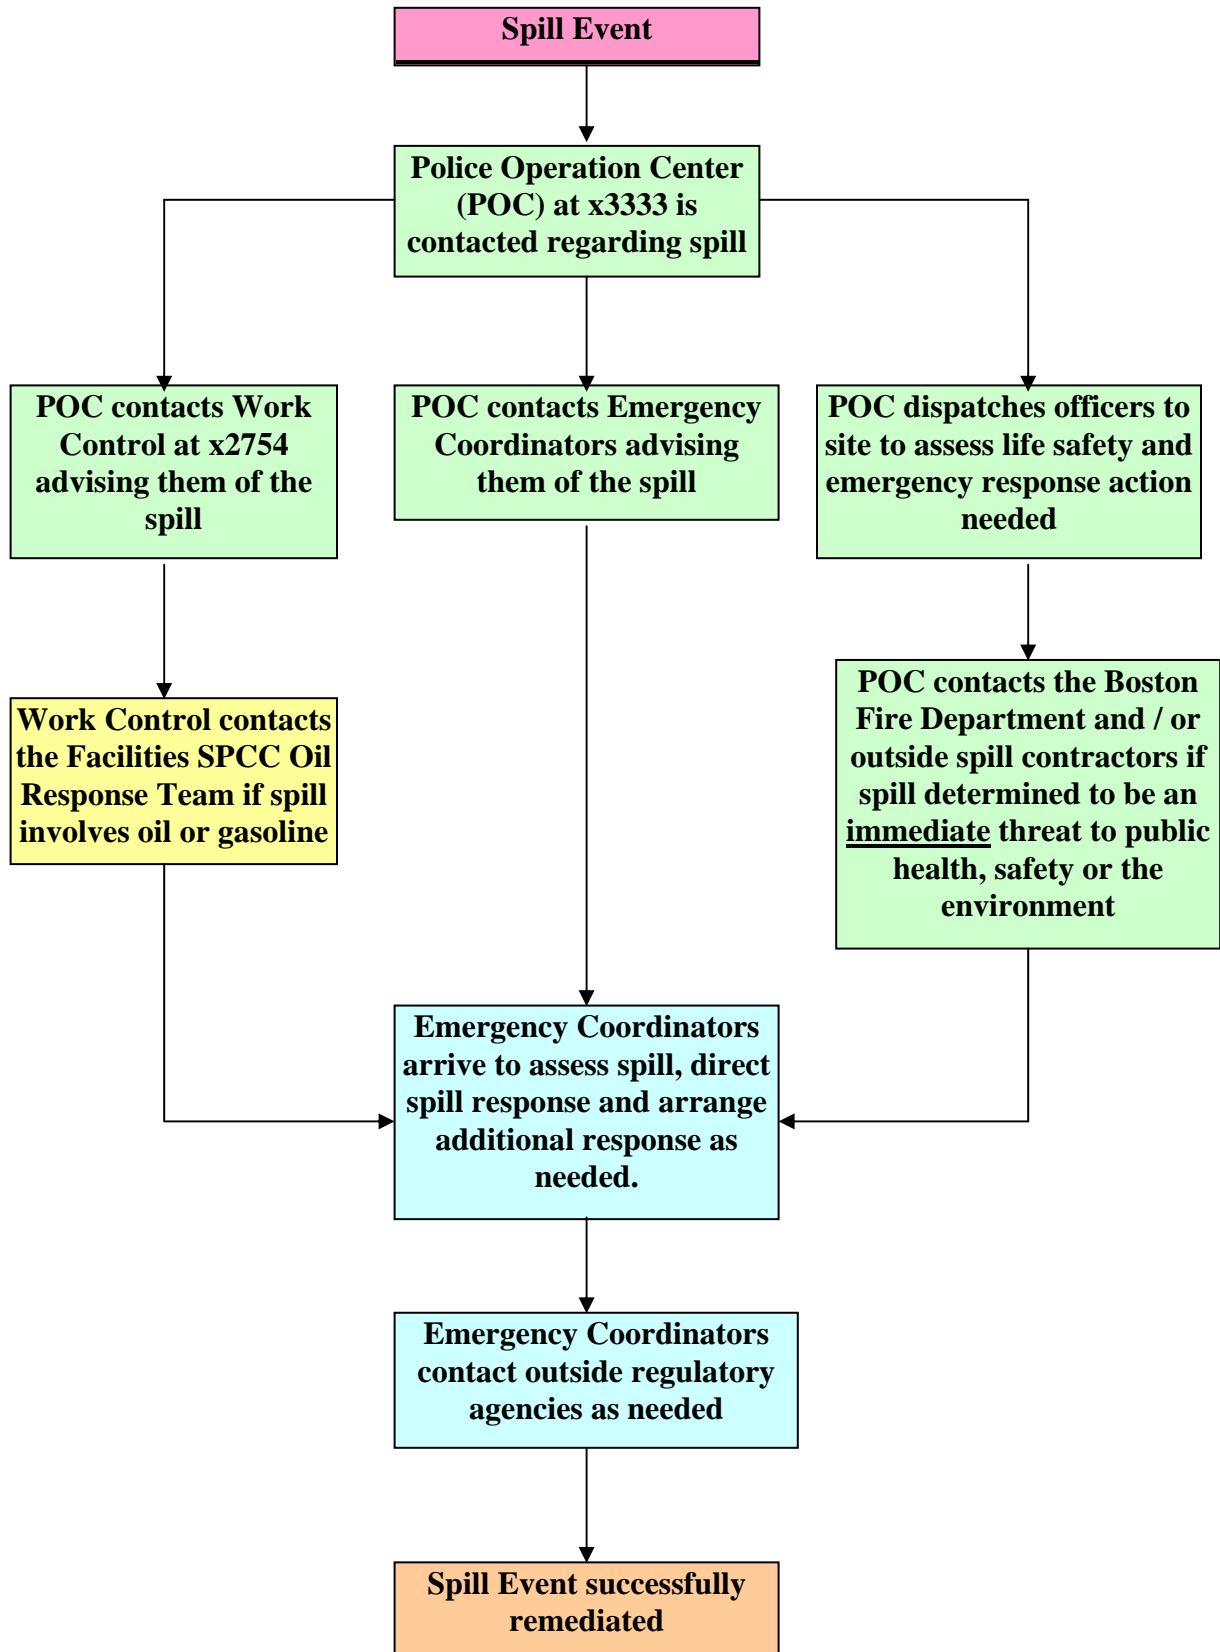 Spill Event
Police Operation Center
(POC) at x3333 is
contacted regarding spill
POC contacts Work
Control at x2754
advising them of the
spill
POC contacts Emergency
Coordinators advising
them of the spill
POC dispatches officers to
site to assess life safety and
emergency response action
needed
Work Control contacts
the Facilities SPCC Oil
Response Team if spill
involves oil or gasoline
POC contacts the Boston
Fire Department and / or
outside spill contractors if
spill determined to be an
immediate threat to public
health, safety or the
environment
Emergency Coordinators
arrive to assess spill, direct
spill response and arrange
additional response as
needed.
Emergency Coordinators
contact outside regulatory
agencies as needed
Spill Event successfully
remediated